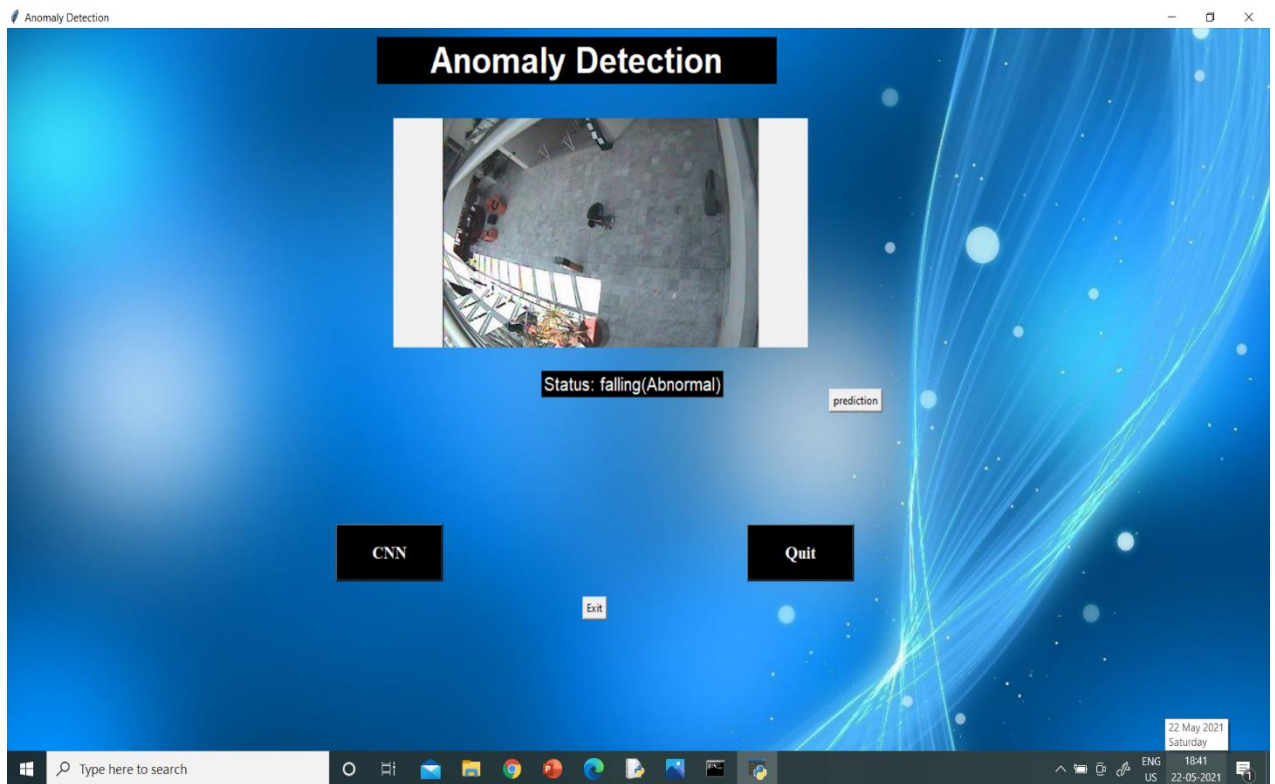 Anomaly Detection
Anomaly Detection
Status: falling(Abnormal)
prediction
CNN
Quit
Exit
22 May 2021
Saturday
Type here to search
ENG
US
18:41
22-05-2021
1